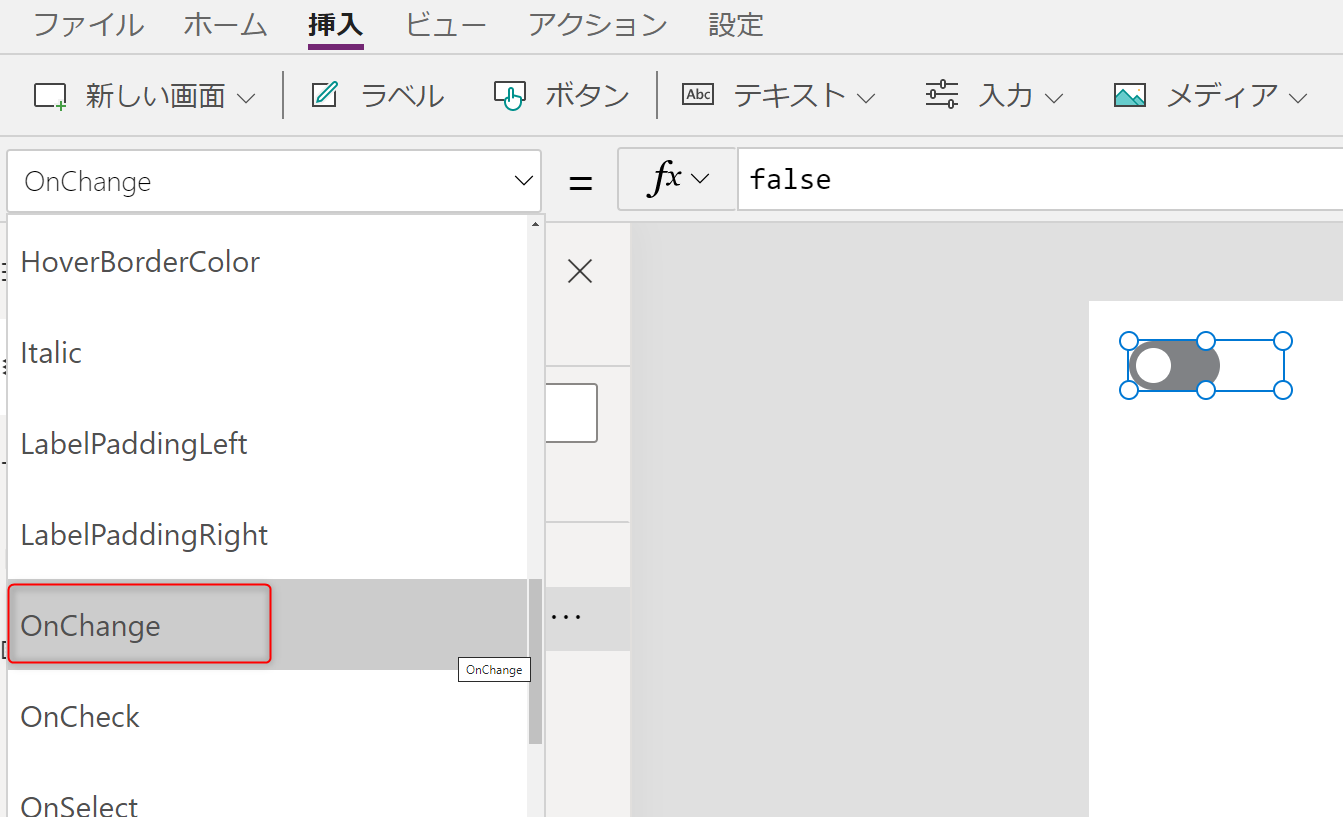 ファイル ホーム 挿入 ビュー アクション 設定
新しい画面 ラベル ボタン Abc テキスト 入力 メディア
OnChange = fx false
HoverBorderColor
Italic
LabelPaddingLeft
LabelPaddingRight
OnChange
OnChange
OnCheck
OnSelect